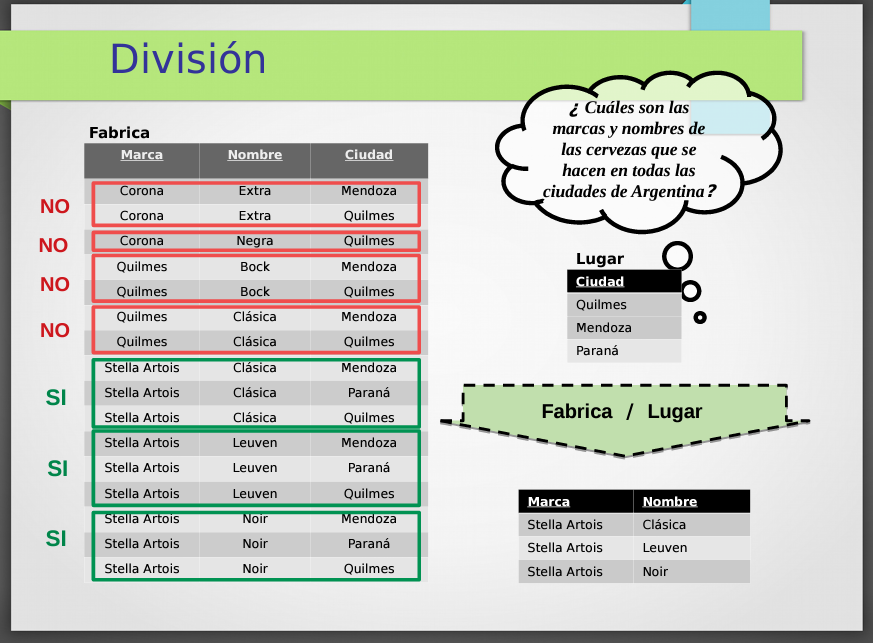 División
¿ Cuáles son las
marcas y nombres de
las cervezas que se
hacen en todas las
ciudades de Argentina?
Fabrica
Marca Nombre Ciudad
NO
Corona Extra Mendoza
Corona Extra Quilmes
NO
Corona Negra Quilmes
NO
Quilmes Bock Mendoza
Quilmes Bock Quilmes
NO
Quilmes Clásica Mendoza
Quilmes Clásica Quilmes
SI
Stella Artois Clásica Mendoza
Stella Artois Clásica Paraná
Stella Artois Clásica Quilmes
SI
Stella Artois Leuven Mendoza
Stella Artois Leuven Paraná
Stella Artois Leuven Quilmes
SI
Stella Artois Noir Mendoza
Stella Artois Noir Paraná
Stella Artois Noir Quilmes
Lugar
Ciudad
Quilmes
Mendoza
Paraná
Fabrica / Lugar
Marca Nombre
Stella Artois Clásica
Stella Artois Leuven
Stella Artois Noir